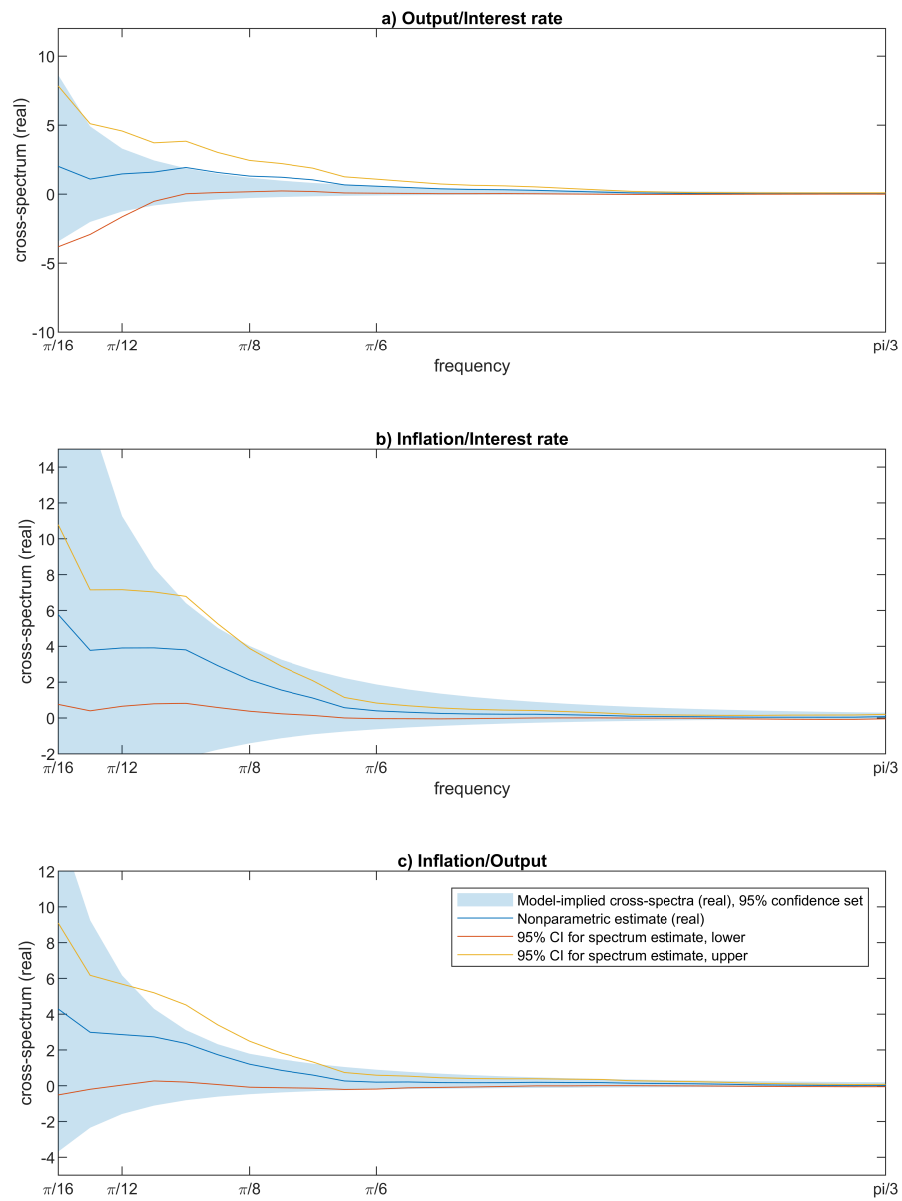 a) Output/Interest rate
cross-spectrum (real)
10
5
0
-5
-10
π/16 π/12 π/8 π/6 pi/3
frequency
b) Inflation/Interest rate
cross-spectrum (real)
14
12
10
8
6
4
2
0
-2
π/16 π/12 π/8 π/6 pi/3
frequency
c) Inflation/Output
cross-spectrum (real)
12
10
8
6
4
2
0
-2
-4
Model-implied cross-spectra (real), 95% confidence set
Nonparametric estimate (real)
95% CI for spectrum estimate, lower
95% CI for spectrum estimate, upper
π/16 π/12 π/8 π/6 pi/3